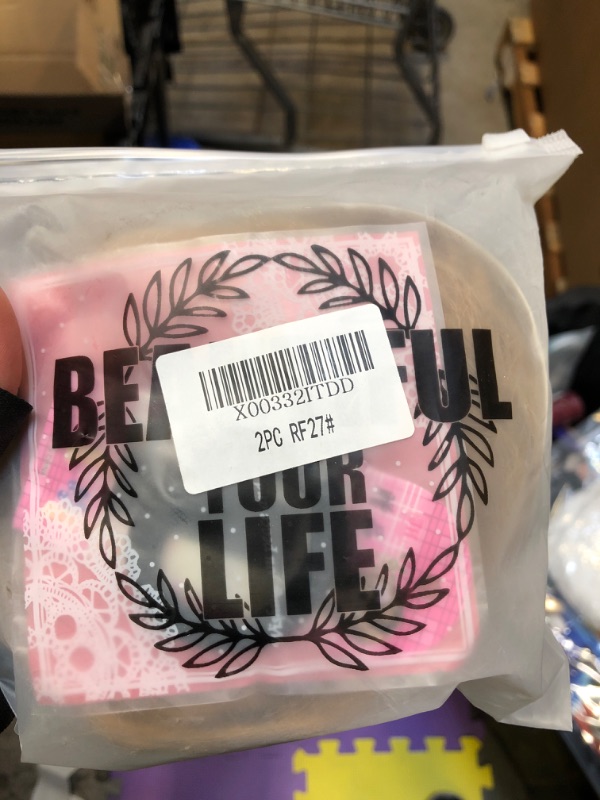 BEA FUL
X00332ITDD
2PC RF27#
YOUR
LIFE